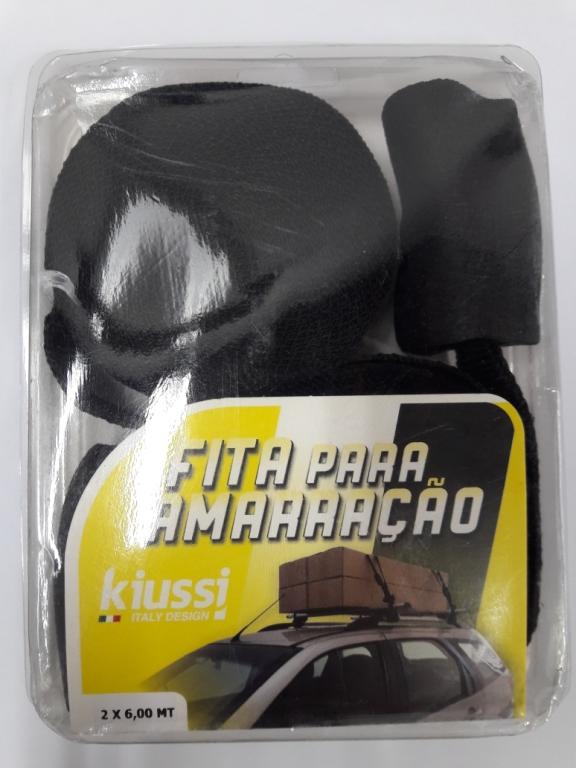 FITA PARA
AMARRAÇÃO
kiussi
ITALY DESIGN
2 X 6,00 MT